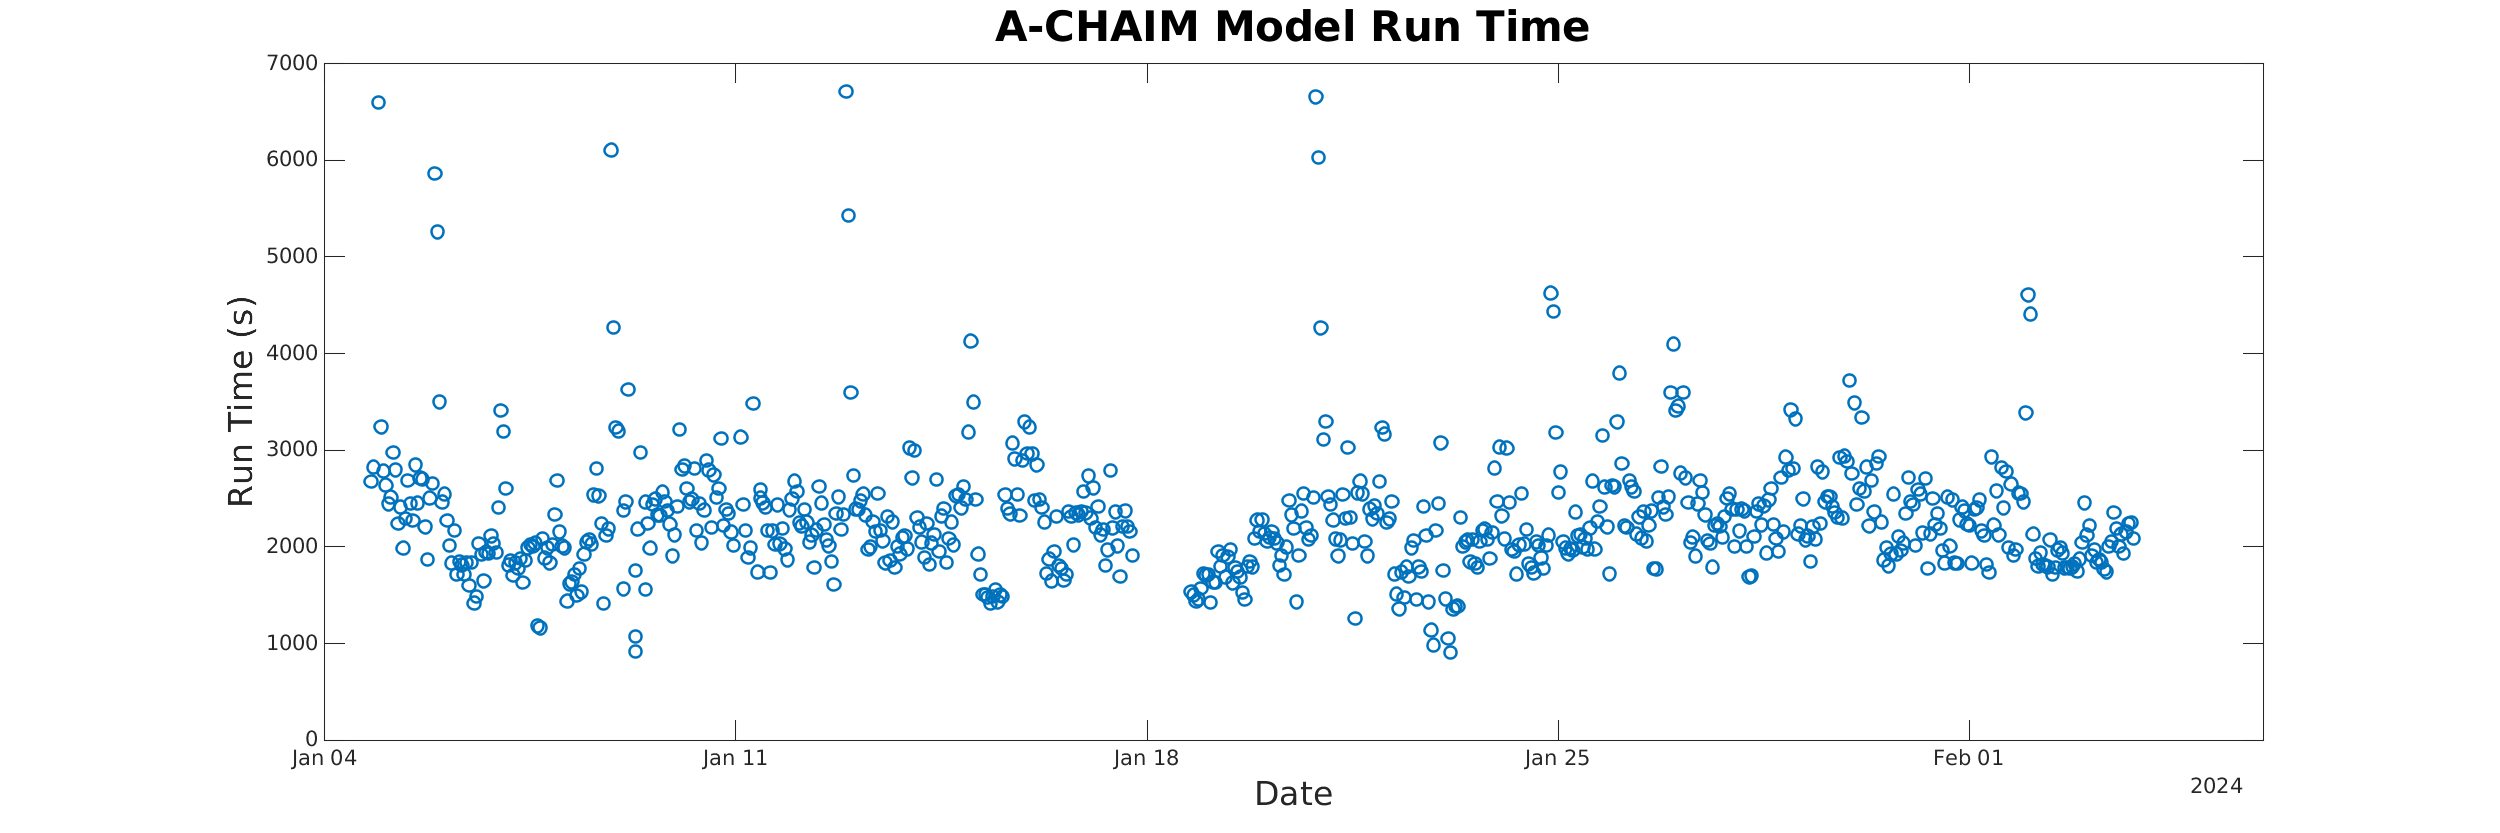 A-CHAIM Model Run Time
7000
6000
5000
4000
3000
2000
1000
0
Run Time (s)
Jan 04
Jan 11
Jan 18
Jan 25
Feb 01
2024
Date